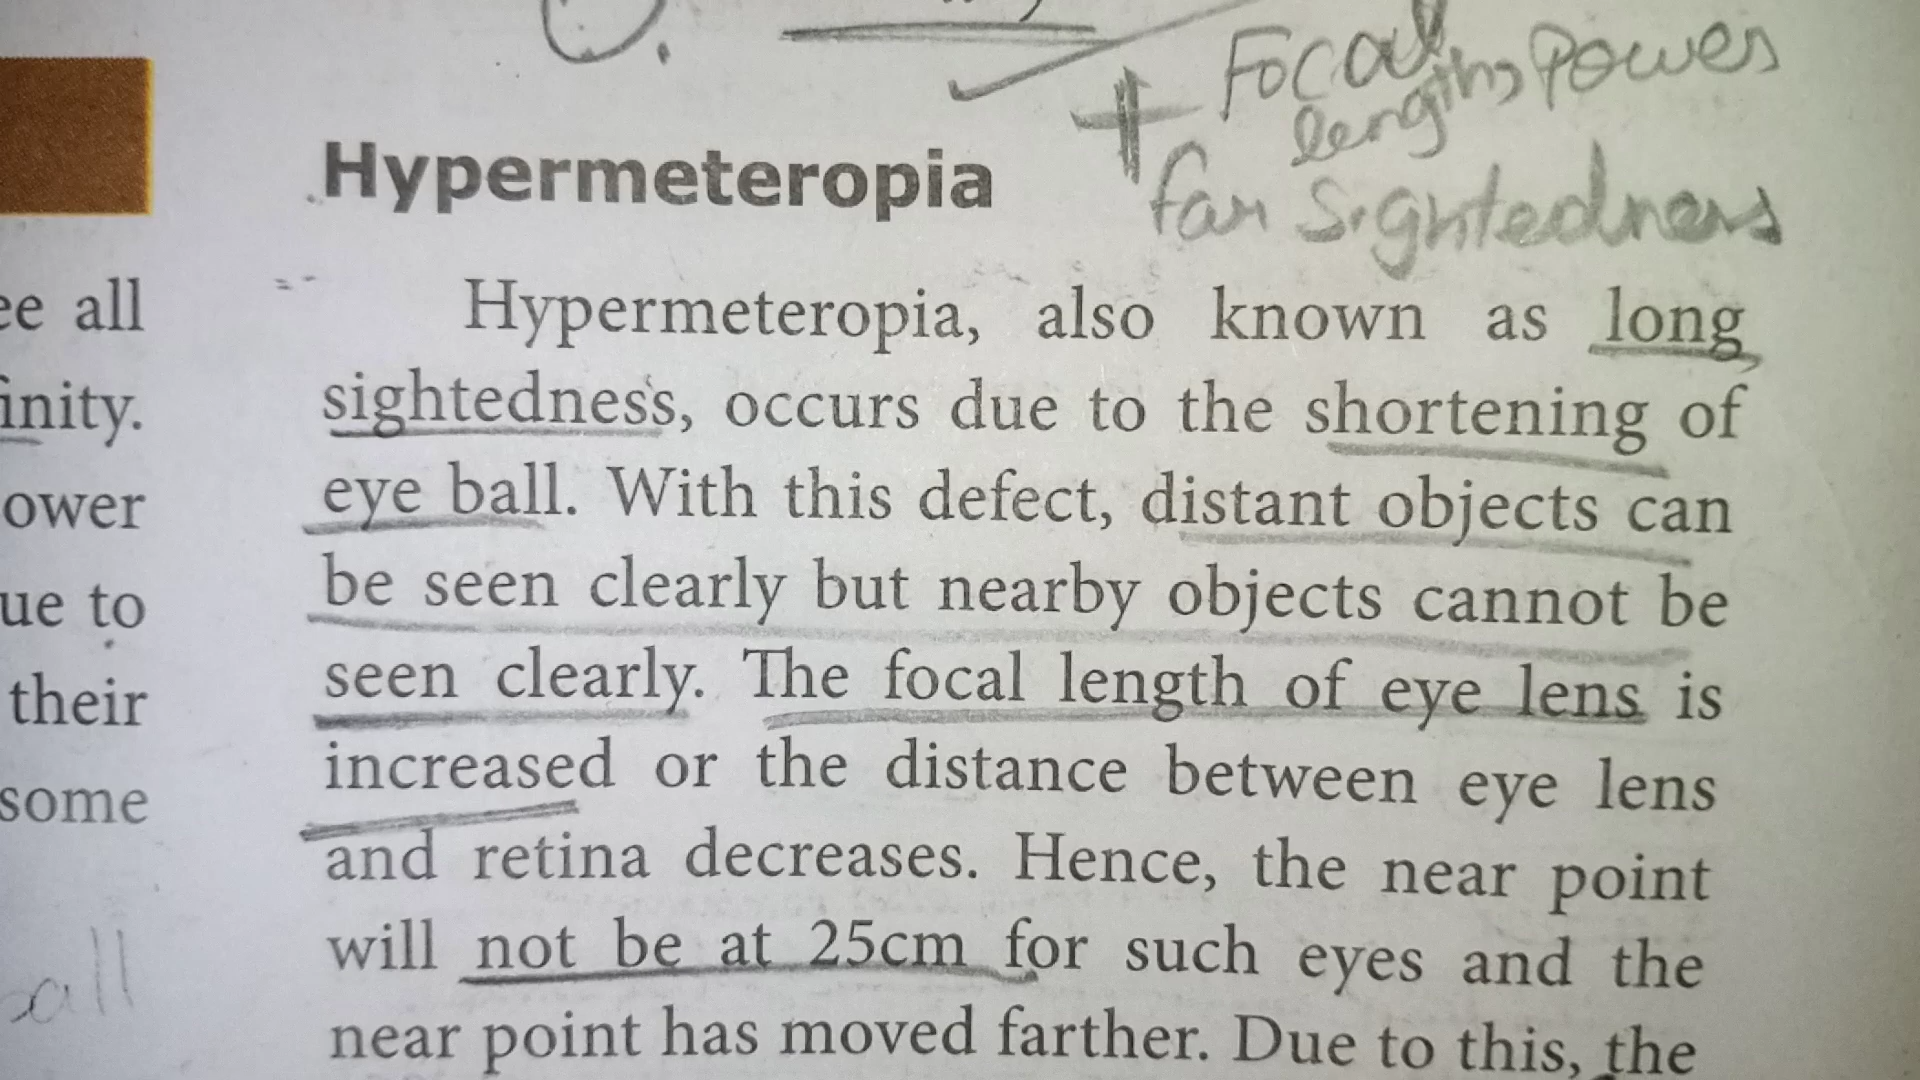 + Focal length, Power
far sightedness
Hypermeteropia
ee all
inity.
ower
ue to
their
some
all
Hypermeteropia, also known as long
sightedness, occurs due to the shortening of
eye ball. With this defect, distant objects can
be seen clearly but nearby objects cannot be
seen clearly. The focal length of eye lens is
increased or the distance between eye lens
and retina decreases. Hence, the near point
will not be at 25cm for such eyes and the
near point has moved farther. Due to this, the